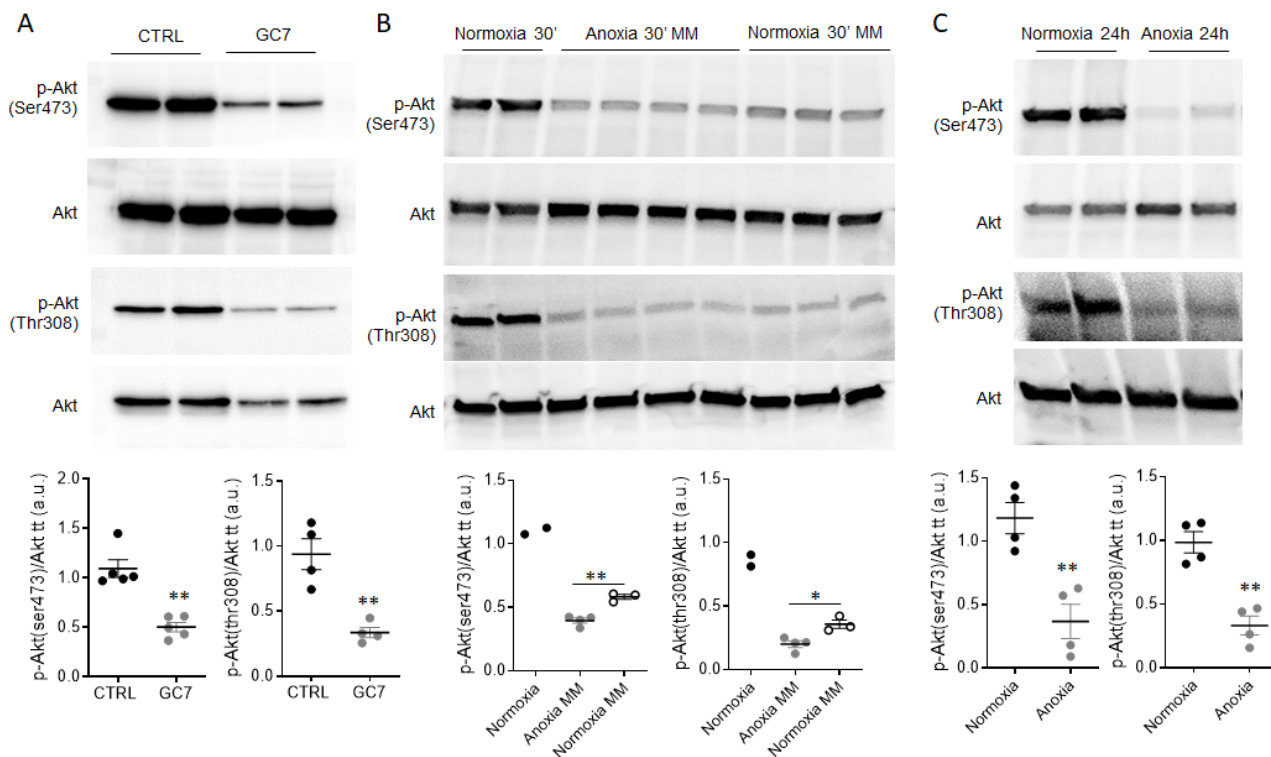 A
CTRL GC7
p-Akt
(Ser473)
Akt
p-Akt
(Thr308)
Akt
p-Akt(ser473)/Akt tt (a.u.)
2.0
1.5
1.0
0.5
0.0
**
CTRL GC7
p-Akt(thr308)/Akt tt (a.u.)
1.5
1.0
0.5
0.0
**
CTRL GC7
B
Normoxia 30' Anoxia 30' MM Normoxia 30' MM
p-Akt
(Ser473)
Akt
p-Akt
(Thr308)
Akt
p-Akt(ser473)/Akt tt (a.u.)
1.5
1.0
0.5
0.0
**
Normoxia
Anoxia MM
Normoxia MM
p-Akt(thr308)/Akt tt (a.u.)
1.5
1.0
0.5
0.0
*
Normoxia
Anoxia MM
Normoxia MM
C
Normoxia 24h Anoxia 24h
p-Akt
(Ser473)
Akt
p-Akt
(Thr308)
Akt
p-Akt(ser473)/Akt tt (a.u.)
1.5
1.0
0.5
0.0
**
Normoxia
Anoxia
p-Akt(thr308)/Akt tt (a.u.)
1.5
1.0
0.5
0.0
**
Normoxia
Anoxia